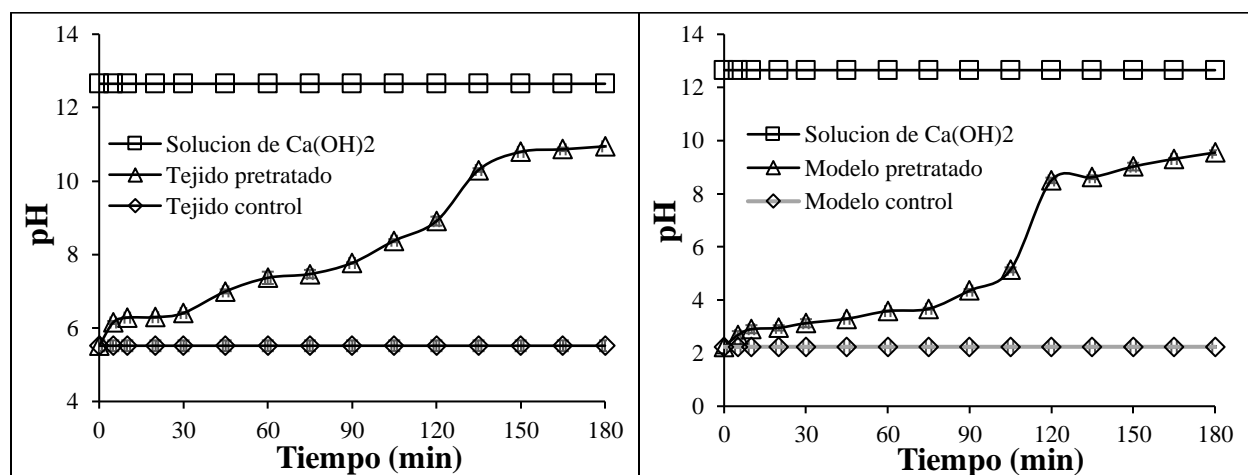 14
12
10
8
6
4
pH
Solucion de Ca(OH)2
Tejido pretratado
Tejido control
0 30 60 90 120 150 180
Tiempo (min)
14
12
10
8
6
4
2
0
pH
Solucion de Ca(OH)2
Modelo pretratado
Modelo control
0 30 60 90 120 150 180
Tiempo (min)